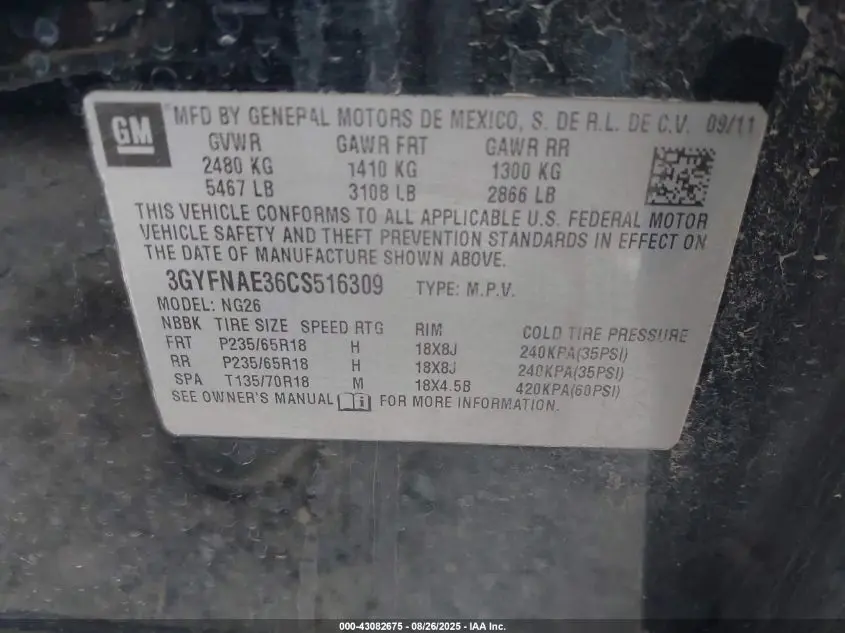 GM
MFD BY GENERAL MOTORS DE MEXICO, S. DE R.L. DE C.V. 09/11
GVWR GAWR FRT GAWR RR
2480 KG 1410 KG 1300 KG
5467 LB 3108 LB 2866 LB
THIS VEHICLE CONFORMS TO ALL APPLICABLE U.S. FEDERAL MOTOR
VEHICLE SAFETY AND THEFT PREVENTION STANDARDS IN EFFECT ON
THE DATE OF MANUFACTURE SHOWN ABOVE.
3GYFNAE36CS516309 TYPE: M.P.V.
MODEL: NG26
NBBK TIRE SIZE SPEED RTG RIM COLD TIRE PRESSURE
FRT P235/65R18 H 18X8J 240KPA(35PSI)
RR P235/65R18 H 18X8J 240KPA(35PSI)
SPA T135/70R18 M 18X4.5B 420KPA(60PSI)
SEE OWNER'S MANUAL FOR MORE INFORMATION.
000-43082675 - 08/26/2025 - IAA Inc.